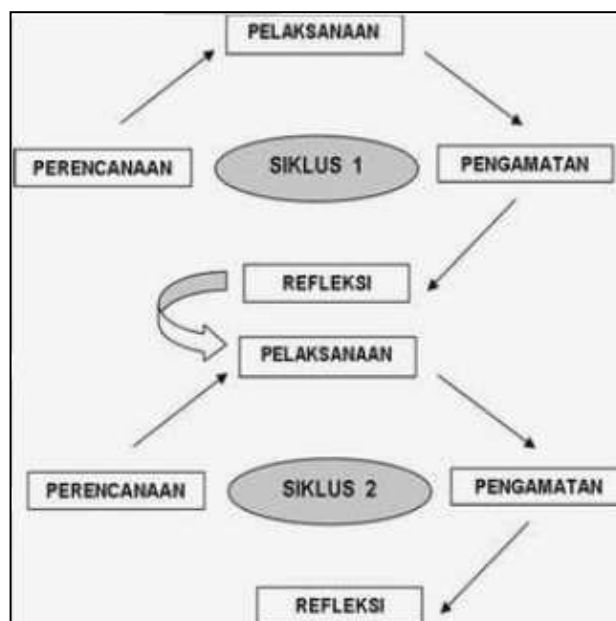 PELAKSANAAN
PERENCANAAN
SIKLUS 1
PENGAMATAN
REFLEKSI
PELAKSANAAN
PERENCANAAN
SIKLUS 2
PENGAMATAN
REFLEKSI